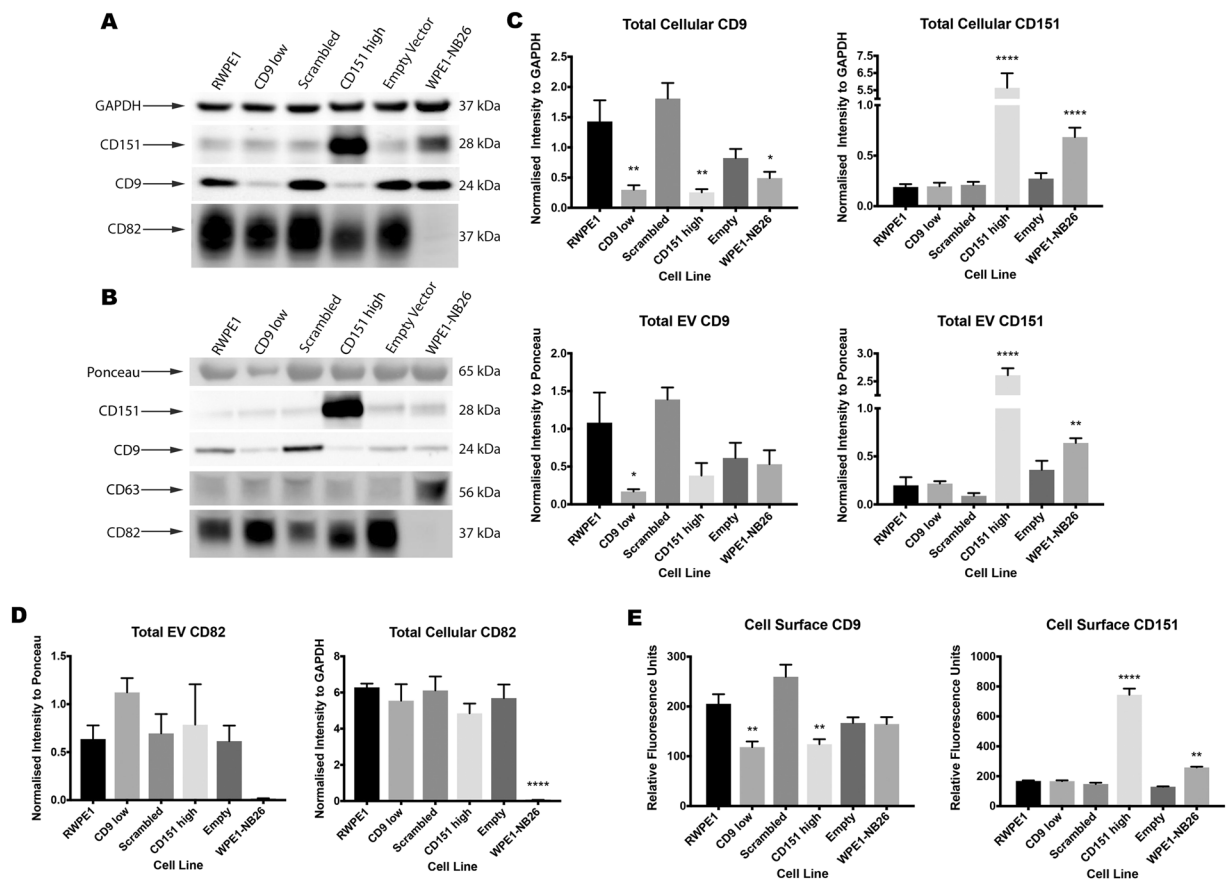 A
RWPE1
CD9 low
Scrambled
CD151 high
Empty Vector
WPE1-NB26
GAPDH
37 kDa
CD151
28 kDa
CD9
24 kDa
CD82
37 kDa
B
RWPE1
CD9 low
Scrambled
CD151 high
Empty Vector
WPE1-NB26
Ponceau
65 kDa
CD151
28 kDa
CD9
24 kDa
CD63
56 kDa
CD82
37 kDa
C
Total Cellular CD9
Normalised Intensity to GAPDH
2.5
2.0
1.5
1.0
0.5
0.0
**
**
*
RWPE1
CD9 low
Scrambled
CD151 high
Empty
WPE1-NB26
Cell Line
Total Cellular CD151
Normalised Intensity to GAPDH
7.5
6.5
5.5
1.0
0.5
0.0
****
****
RWPE1
CD9 low
Scrambled
CD151 high
Empty
WPE1-NB26
Cell Line
Total EV CD9
Normalised Intensity to Ponceau
2.0
1.5
1.0
0.5
0.0
*
RWPE1
CD9 low
Scrambled
CD151 high
Empty
WPE1-NB26
Cell Line
Total EV CD151
Normalised Intensity to Ponceau
3.0
2.5
2.0
1.0
0.5
0.0
****
**
RWPE1
CD9 low
Scrambled
CD151 high
Empty
WPE1-NB26
Cell Line
D
Total EV CD82
Normalised Intensity to Ponceau
1.5
1.0
0.5
0.0
RWPE1
CD9 low
Scrambled
CD151 high
Empty
WPE1-NB26
Cell Line
Total Cellular CD82
Normalised Intensity to GAPDH
8
6
4
2
0
****
RWPE1
CD9 low
Scrambled
CD151 high
Empty
WPE1-NB26
Cell Line
E
Cell Surface CD9
Relative Fluorescence Units
300
200
100
0
**
**
RWPE1
CD9 low
Scrambled
CD151 high
Empty
WPE1-NB26
Cell Line
Cell Surface CD151
Relative Fluorescence Units
1000
800
600
400
200
0
****
**
RWPE1
CD9 low
Scrambled
CD151 high
Empty
WPE1-NB26
Cell Line